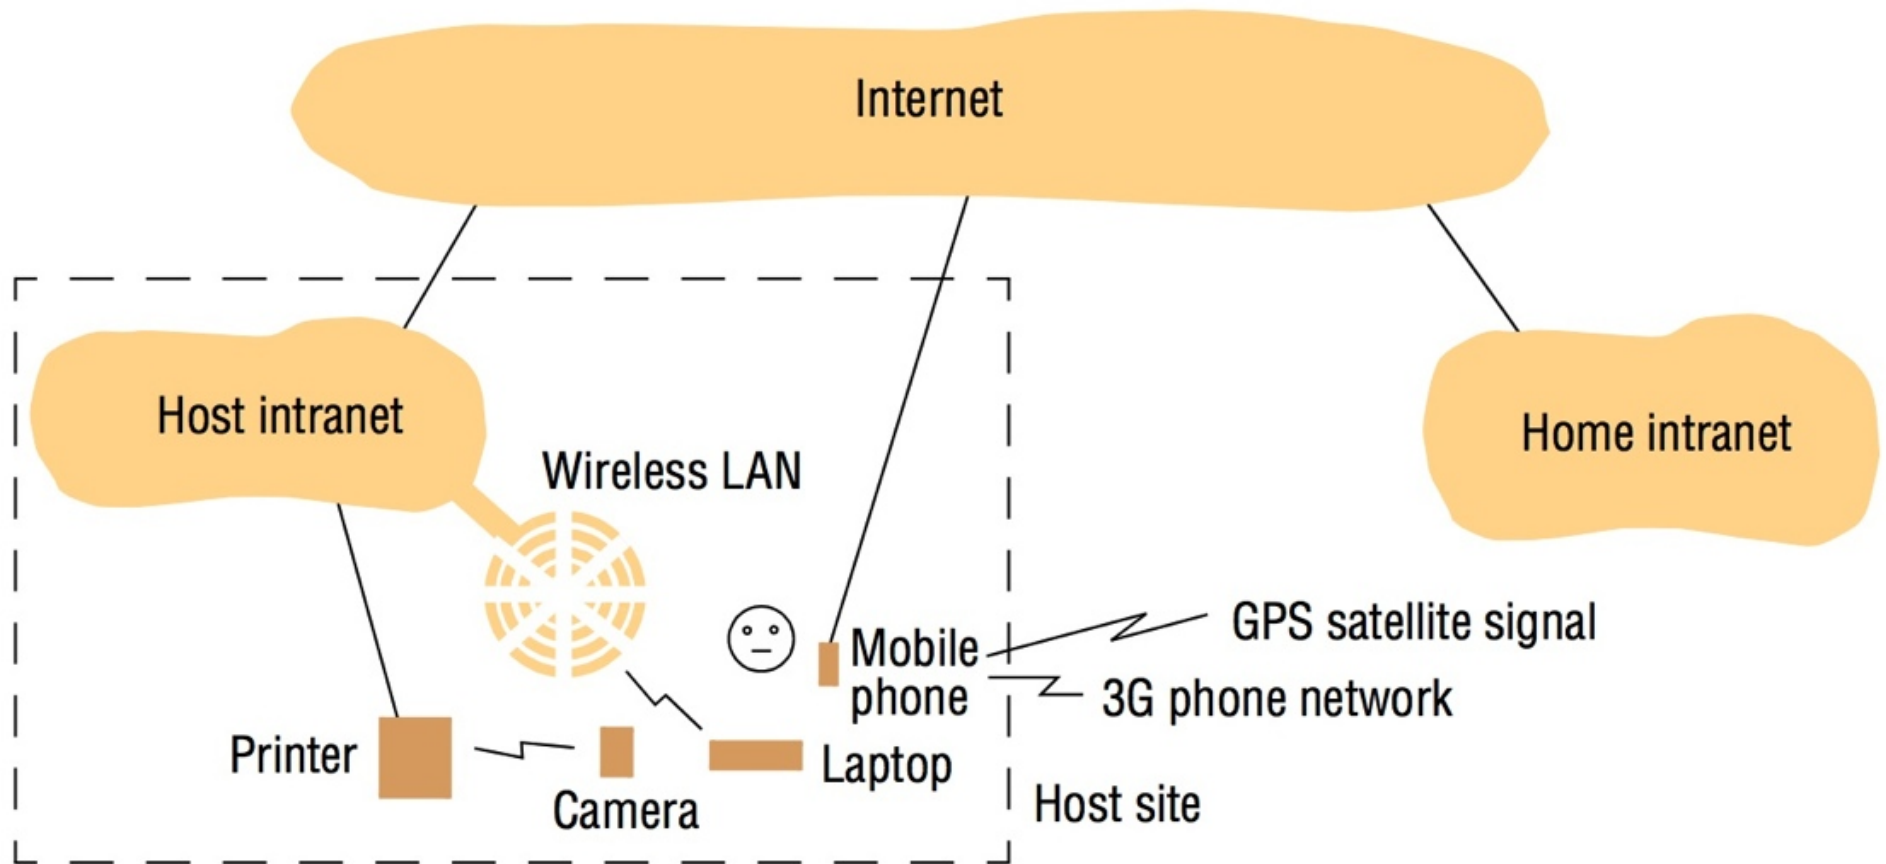 Internet
Host intranet
Home intranet
Wireless LAN
GPS satellite signal
Mobile
phone
3G phone network
Printer
Laptop
Camera
Host site